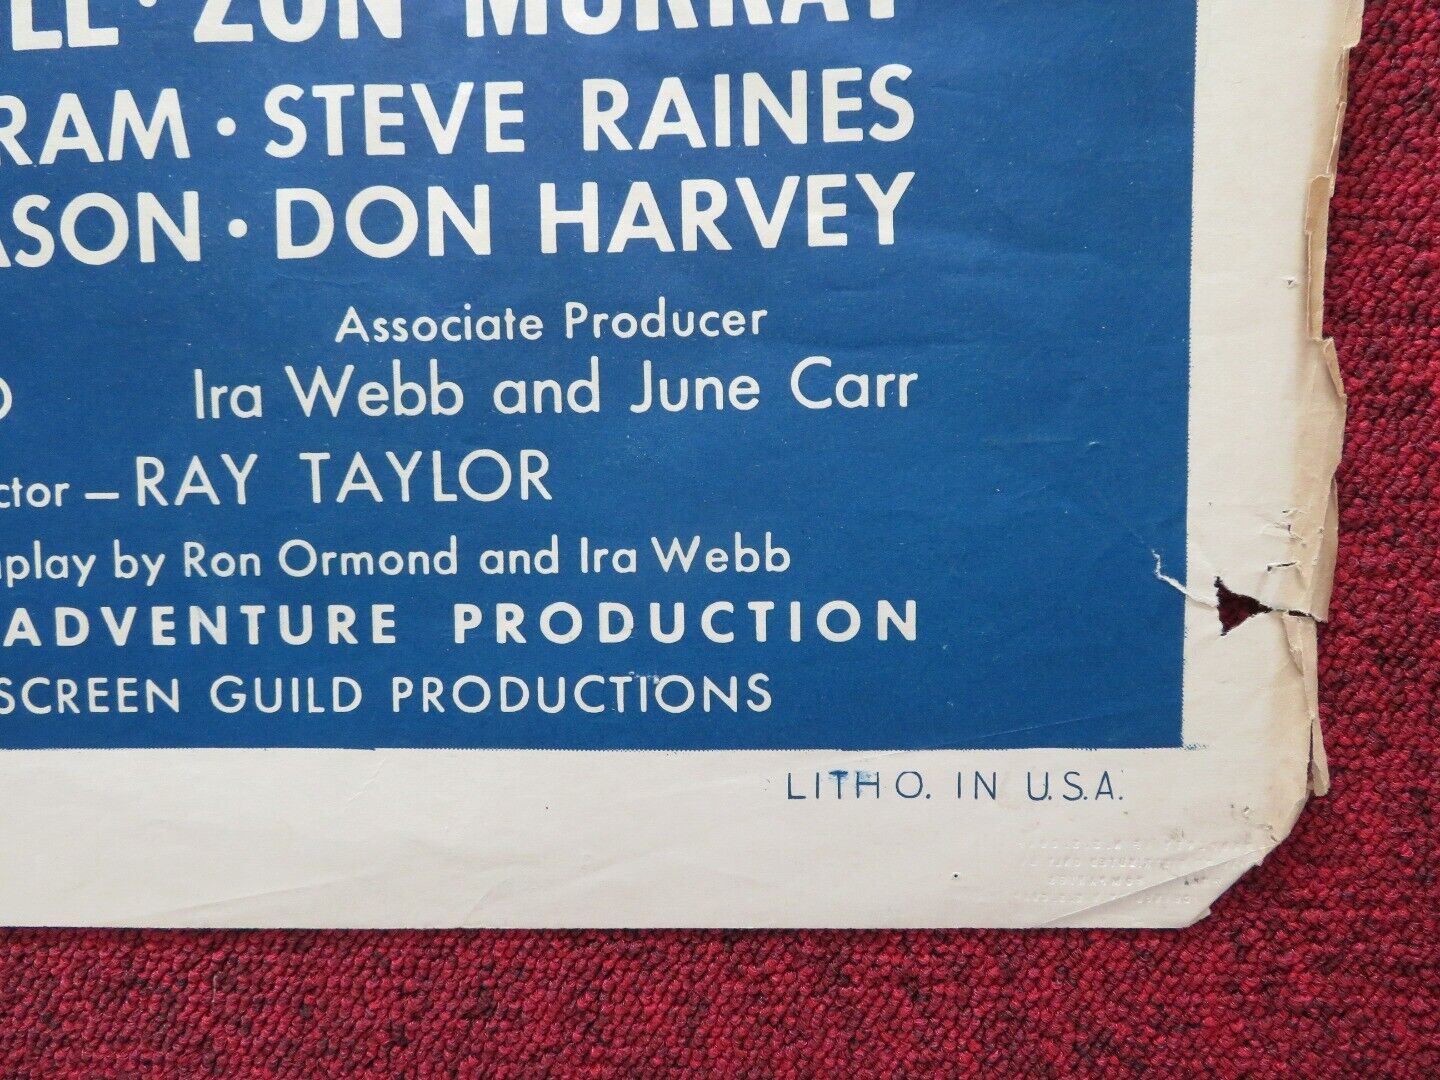 LL · ZON MURRAY
RAM · STEVE RAINES
ASON · DON HARVEY
Associate Producer
Ira Webb and June Carr
ctor – RAY TAYLOR
play by Ron Ormond and Ira Webb
ADVENTURE PRODUCTION
SCREEN GUILD PRODUCTIONS
LITHO. IN U.S.A.